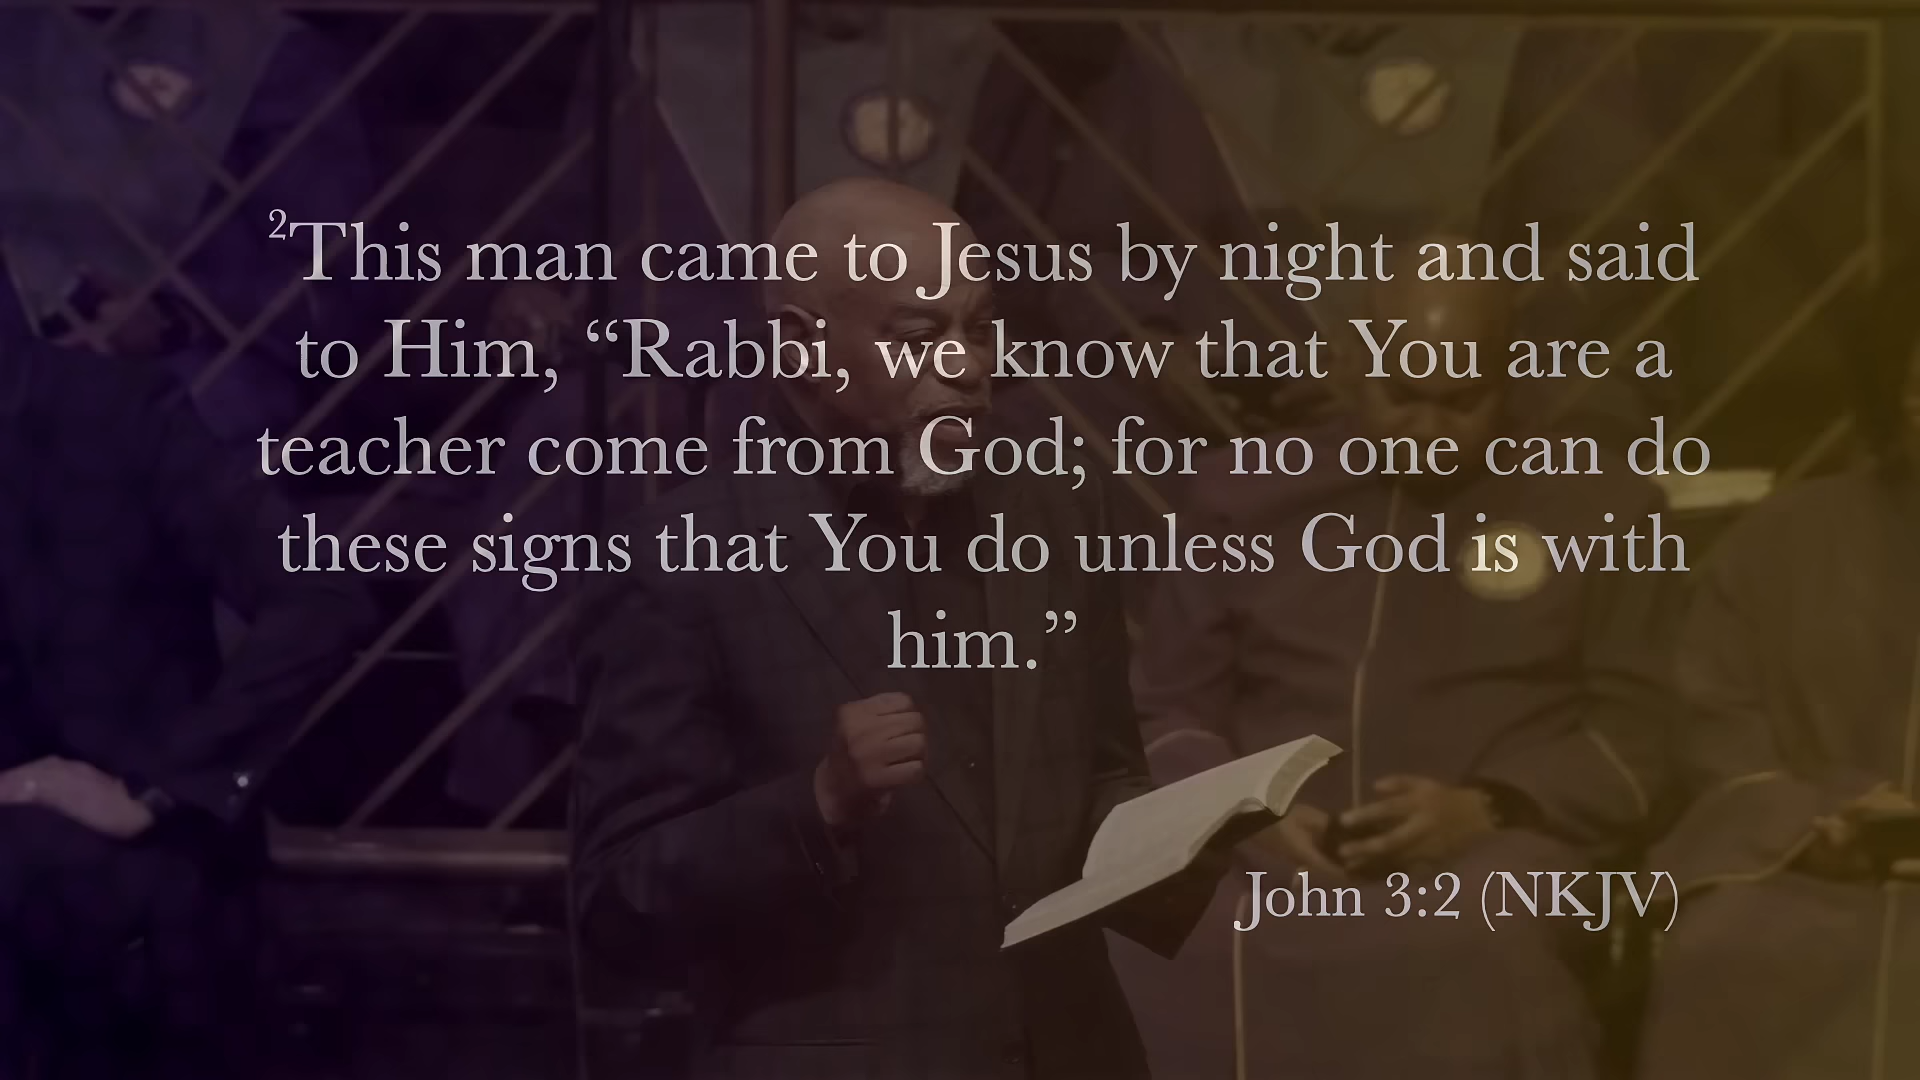 ²This man came to Jesus by night and said
to Him, “Rabbi, we know that You are a
teacher come from God; for no one can do
these signs that You do unless God is with
him.”
John 3:2 (NKJV)